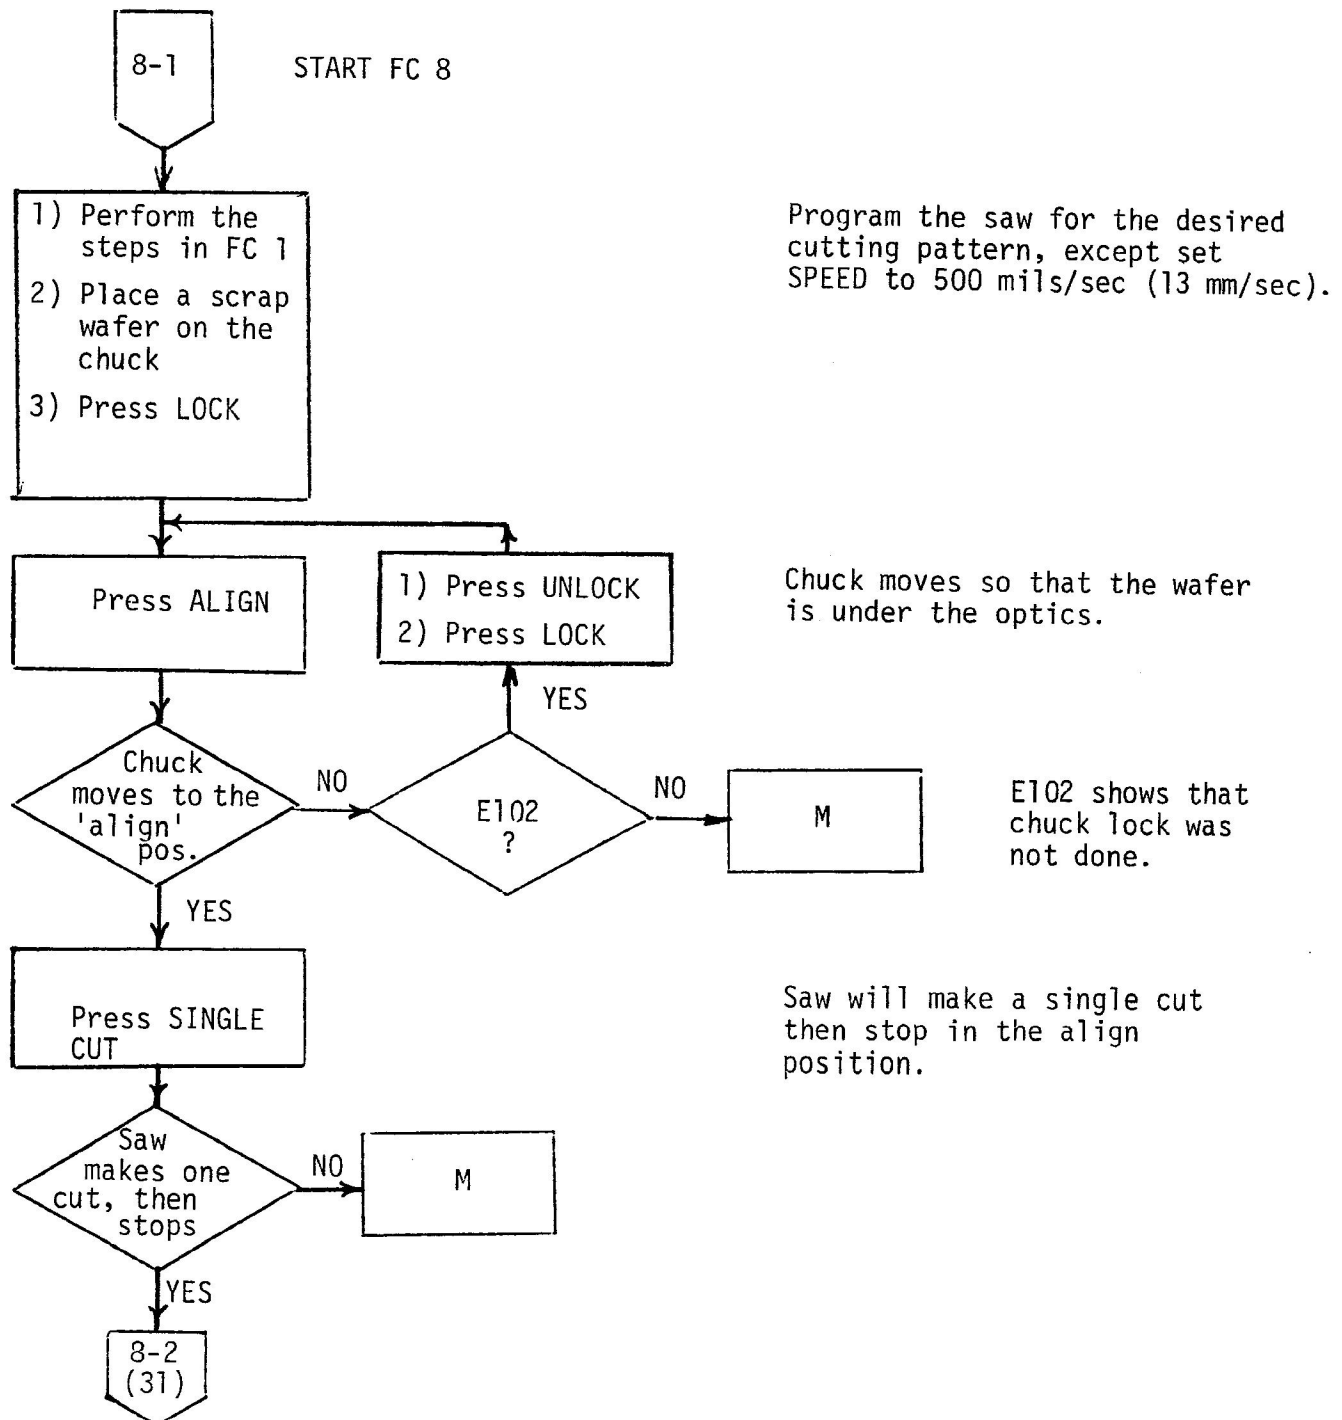 8-1
START FC 8
1) Perform the
steps in FC 1
2) Place a scrap
wafer on the
chuck
3) Press LOCK
Program the saw for the desired
cutting pattern, except set
SPEED to 500 mils/sec (13 mm/sec).
Press ALIGN
1) Press UNLOCK
2) Press LOCK
Chuck moves so that the wafer
is under the optics.
YES
Chuck
moves to the
'align'
pos.
NO
E102
?
NO
M
E102 shows that
chuck lock was
not done.
YES
Press SINGLE
CUT
Saw will make a single cut
then stop in the align
position.
Saw
makes one
cut, then
stops
NO
M
YES
8-2
(31)